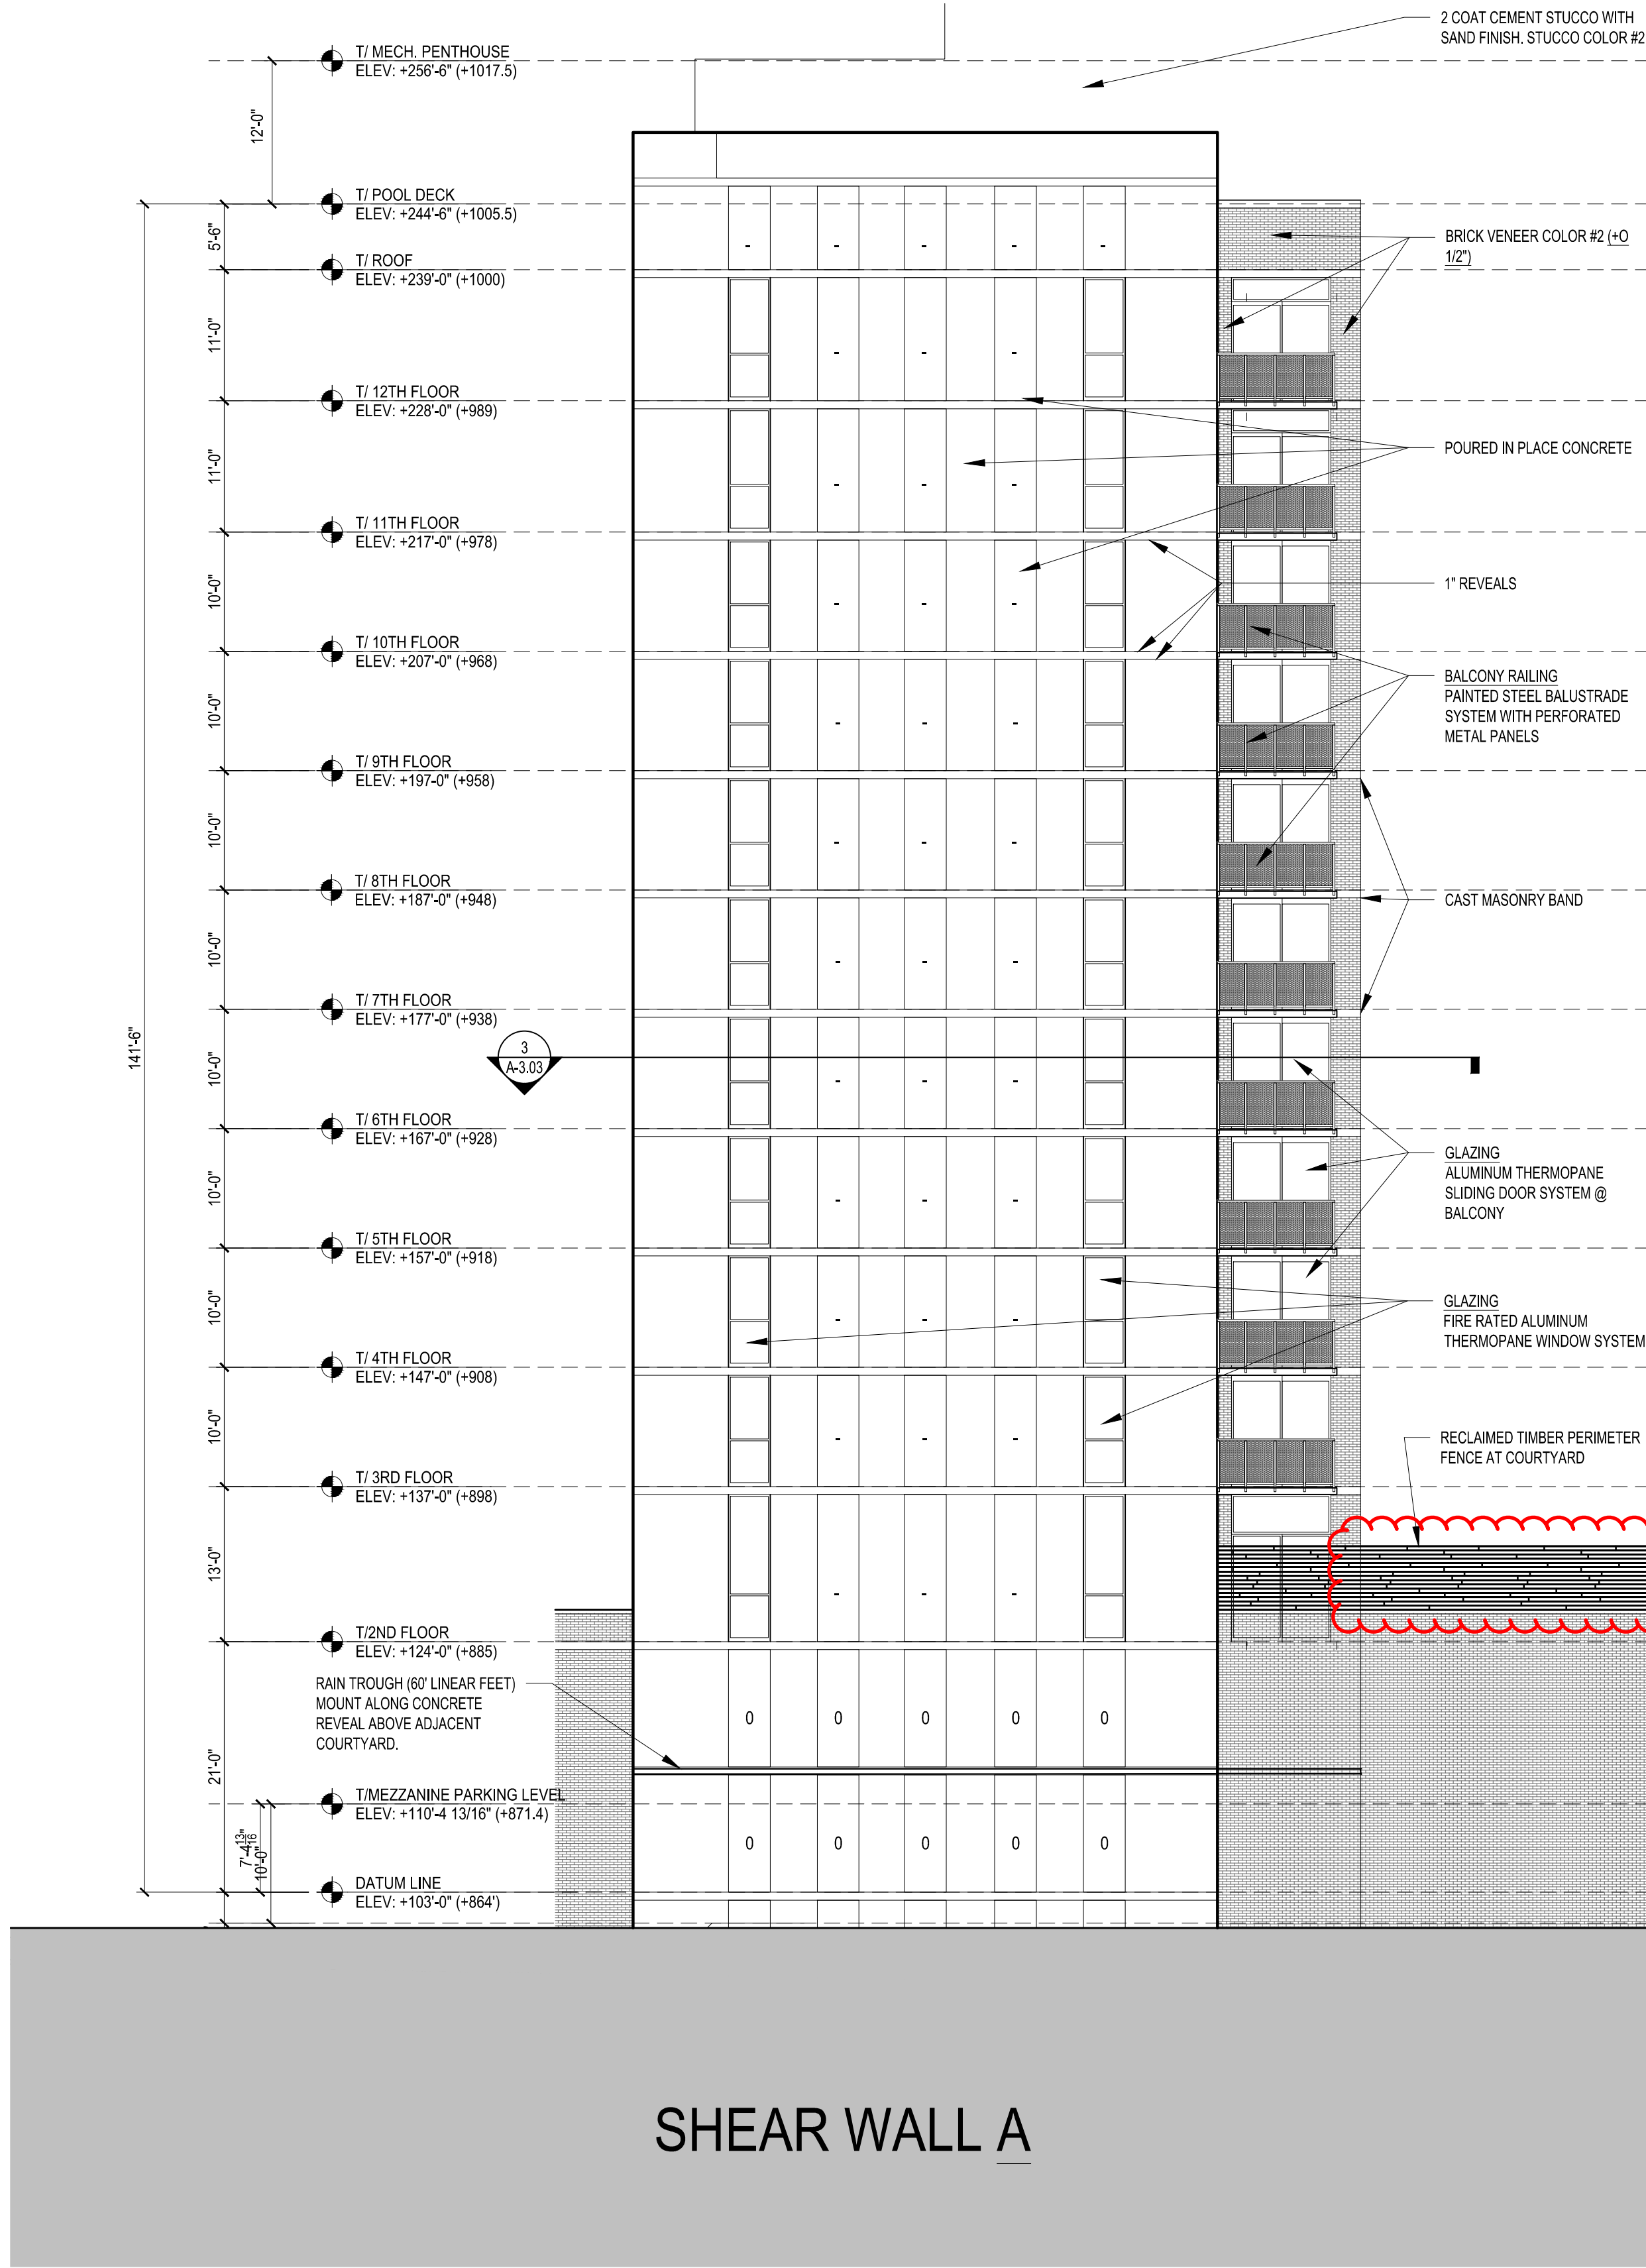 2 COAT CEMENT STUCCO WITH
SAND FINISH. STUCCO COLOR #2
T/ MECH. PENTHOUSE
ELEV: +256'-6" (+1017.5)
12'-0"
T/ POOL DECK
ELEV: +244'-6" (+1005.5)
5'-6"
BRICK VENEER COLOR #2 (+O
1/2")
T/ ROOF
ELEV: +239'-0" (+1000)
11'-0"
T/ 12TH FLOOR
ELEV: +228'-0" (+989)
POURED IN PLACE CONCRETE
11'-0"
T/ 11TH FLOOR
ELEV: +217'-0" (+978)
1" REVEALS
10'-0"
T/ 10TH FLOOR
ELEV: +207'-0" (+968)
BALCONY RAILING
PAINTED STEEL BALUSTRADE
SYSTEM WITH PERFORATED
METAL PANELS
10'-0"
T/ 9TH FLOOR
ELEV: +197-0" (+958)
10'-0"
T/ 8TH FLOOR
ELEV: +187'-0" (+948)
CAST MASONRY BAND
10'-0"
T/ 7TH FLOOR
ELEV: +177'-0" (+938)
141'-6"
3
A-3.03
10'-0"
T/ 6TH FLOOR
ELEV: +167'-0" (+928)
GLAZING
ALUMINUM THERMOPANE
SLIDING DOOR SYSTEM @
BALCONY
10'-0"
T/ 5TH FLOOR
ELEV: +157'-0" (+918)
GLAZING
FIRE RATED ALUMINUM
THERMOPANE WINDOW SYSTEM
10'-0"
T/ 4TH FLOOR
ELEV: +147'-0" (+908)
10'-0"
RECLAIMED TIMBER PERIMETER
FENCE AT COURTYARD
T/ 3RD FLOOR
ELEV: +137'-0" (+898)
13'-0"
T/2ND FLOOR
ELEV: +124'-0" (+885)
RAIN TROUGH (60' LINEAR FEET)
MOUNT ALONG CONCRETE
REVEAL ABOVE ADJACENT
COURTYARD.
0 0 0 0 0
21'-0"
T/MEZZANINE PARKING LEVEL
ELEV: +110'-4 13/16" (+871.4)
0 0 0 0 0
7'-4 13/16"
10'-0"
DATUM LINE
ELEV: +103'-0" (+864')
SHEAR WALL A